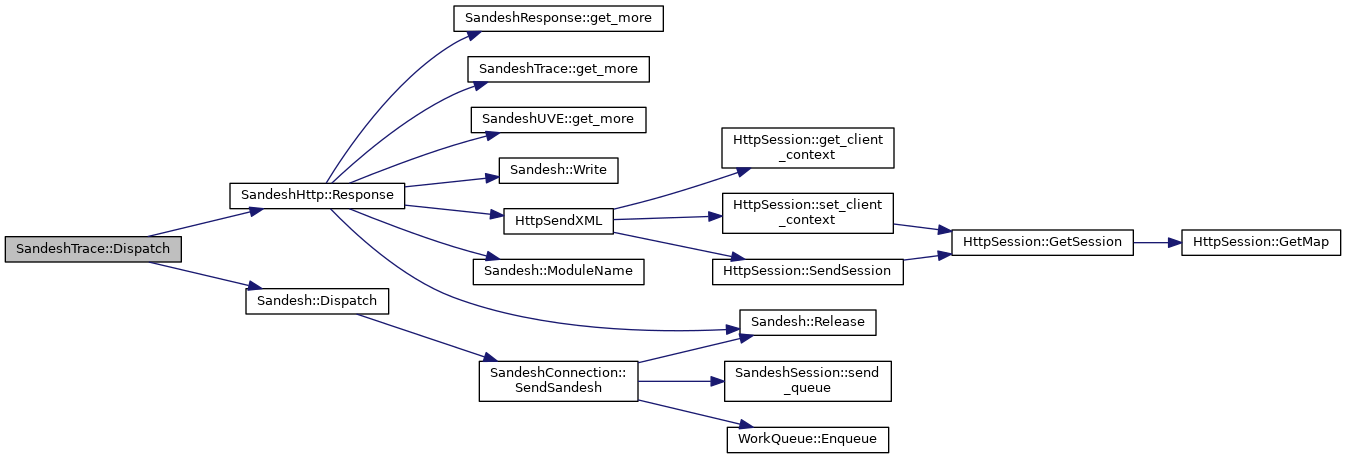 SandeshResponse::get_more
SandeshTrace::get_more
SandeshUVE::get_more
HttpSession::get_client
_context
Sandesh::Write
SandeshHttp::Response
HttpSendXML
HttpSession::set_client
_context
SandeshTrace::Dispatch
HttpSession::GetSession
HttpSession::GetMap
Sandesh::ModuleName
HttpSession::SendSession
Sandesh::Dispatch
Sandesh::Release
SandeshConnection::
SendSandesh
SandeshSession::send
_queue
WorkQueue::Enqueue